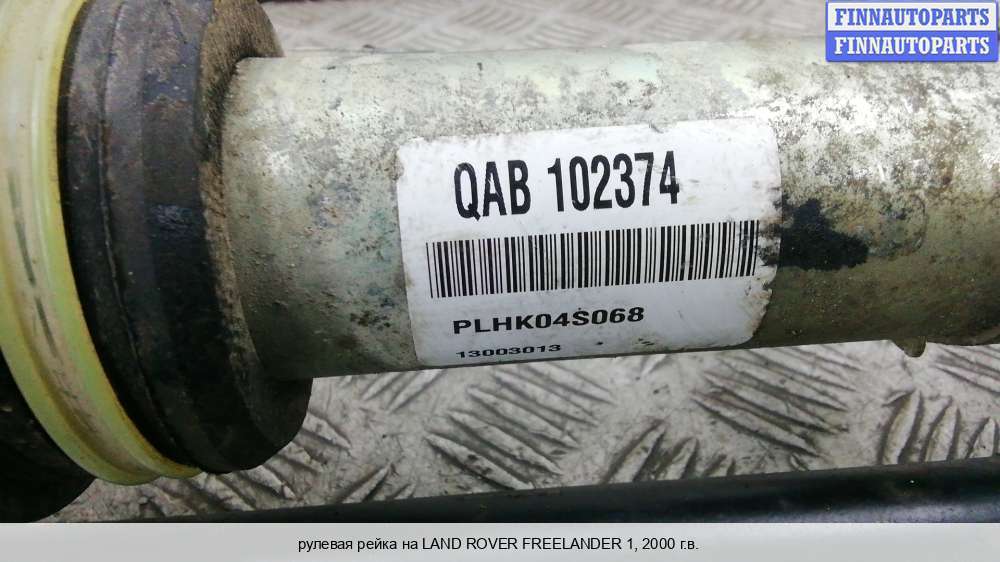 FINNAUTOPARTS
FINNAUTOPARTS
QAB 102374
PLHK04S068
13003013
рулевая рейка на LAND ROVER FREELANDER 1, 2000 г.в.